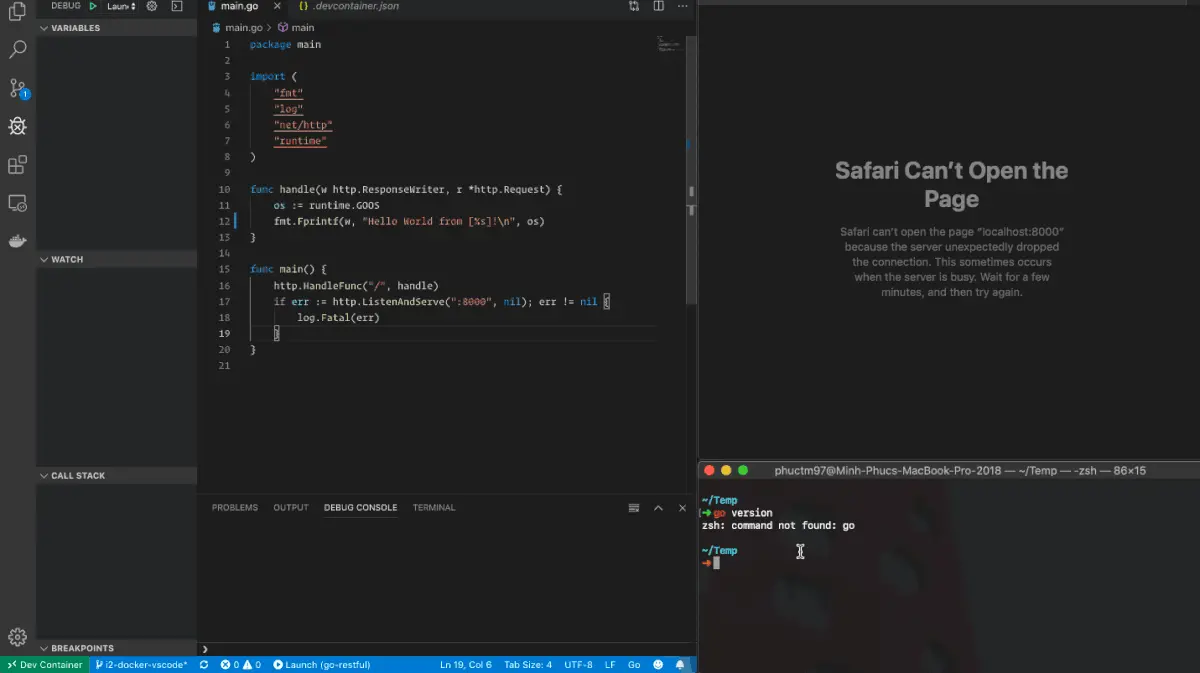 DEBUG Laun
VARIABLES
WATCH
CALL STACK
BREAKPOINTS
main.go .devcontainer.json
main.go > main
1 package main
2
3 import (
4 "fmt"
5 "log"
6 "net/http"
7 "runtime"
8 )
9
10 func handle(w http.ResponseWriter, r *http.Request) {
11 os := runtime.GOOS
12 fmt.Fprintf(w, "Hello World from [%s]!\n", os)
13 }
14
15 func main() {
16 http.HandleFunc("/", handle)
17 if err := http.ListenAndServe(":8000", nil); err != nil {
18 log.Fatal(err)
19 }
20 }
21
PROBLEMS OUTPUT DEBUG CONSOLE TERMINAL
Safari Can’t Open the
Page
Safari can’t open the page “localhost:8000”
because the server unexpectedly dropped
the connection. This sometimes occurs
when the server is busy. Wait for a few
minutes, and then try again.
phuctm97@Minh-Phucs-MacBook-Pro-2018 — ~/Temp — -zsh — 86×15
~/Temp
go version
zsh: command not found: go
~/Temp
1
Dev Container i2-docker-vscode* 0 0 Launch (go-restful) Ln 19, Col 6 Tab Size: 4 UTF-8 LF Go